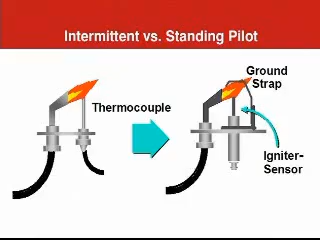 Intermittent vs. Standing Pilot
Ground
Strap
Thermocouple
Igniter-
Sensor